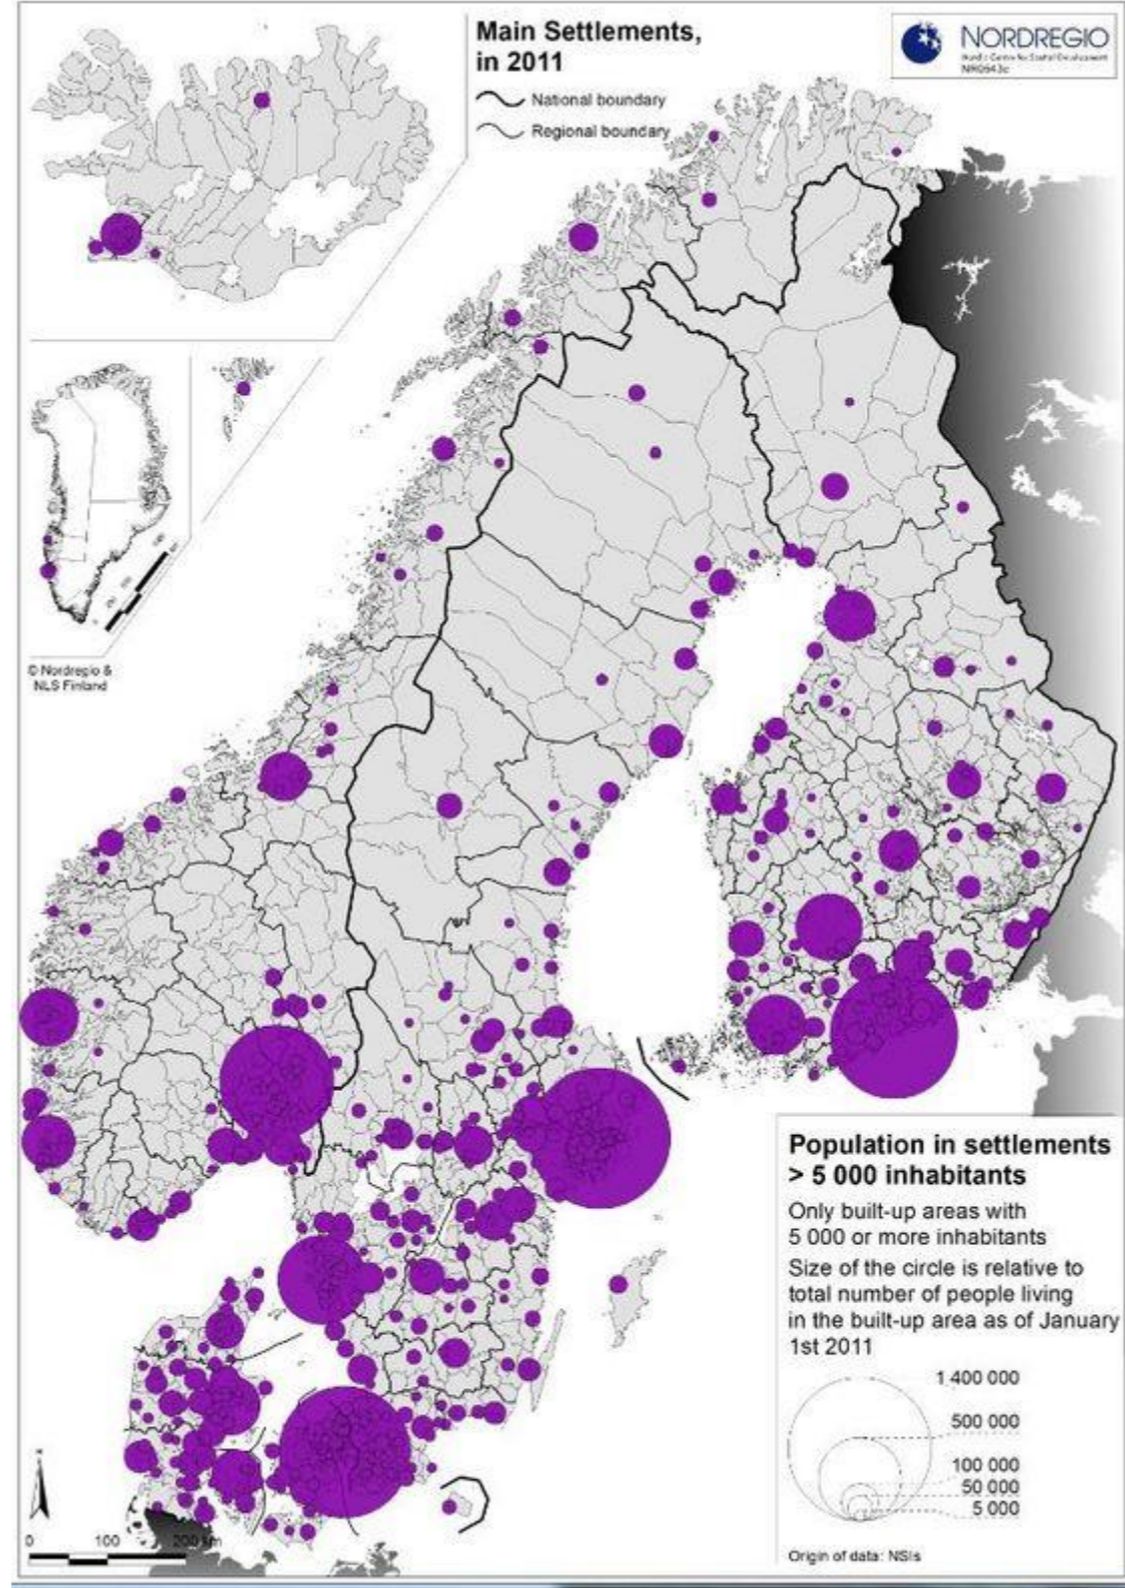 Main Settlements,
in 2011
National boundary
Regional boundary
NORDREGIO
© Nordregio &
NLS Finland
Population in settlements
> 5 000 inhabitants
Only built-up areas with
5 000 or more inhabitants
Size of the circle is relative to
total number of people living
in the built-up area as of January
1st 2011
1 400 000
500 000
100 000
50 000
5 000
Origin of data: NSIs
0 100 200 km